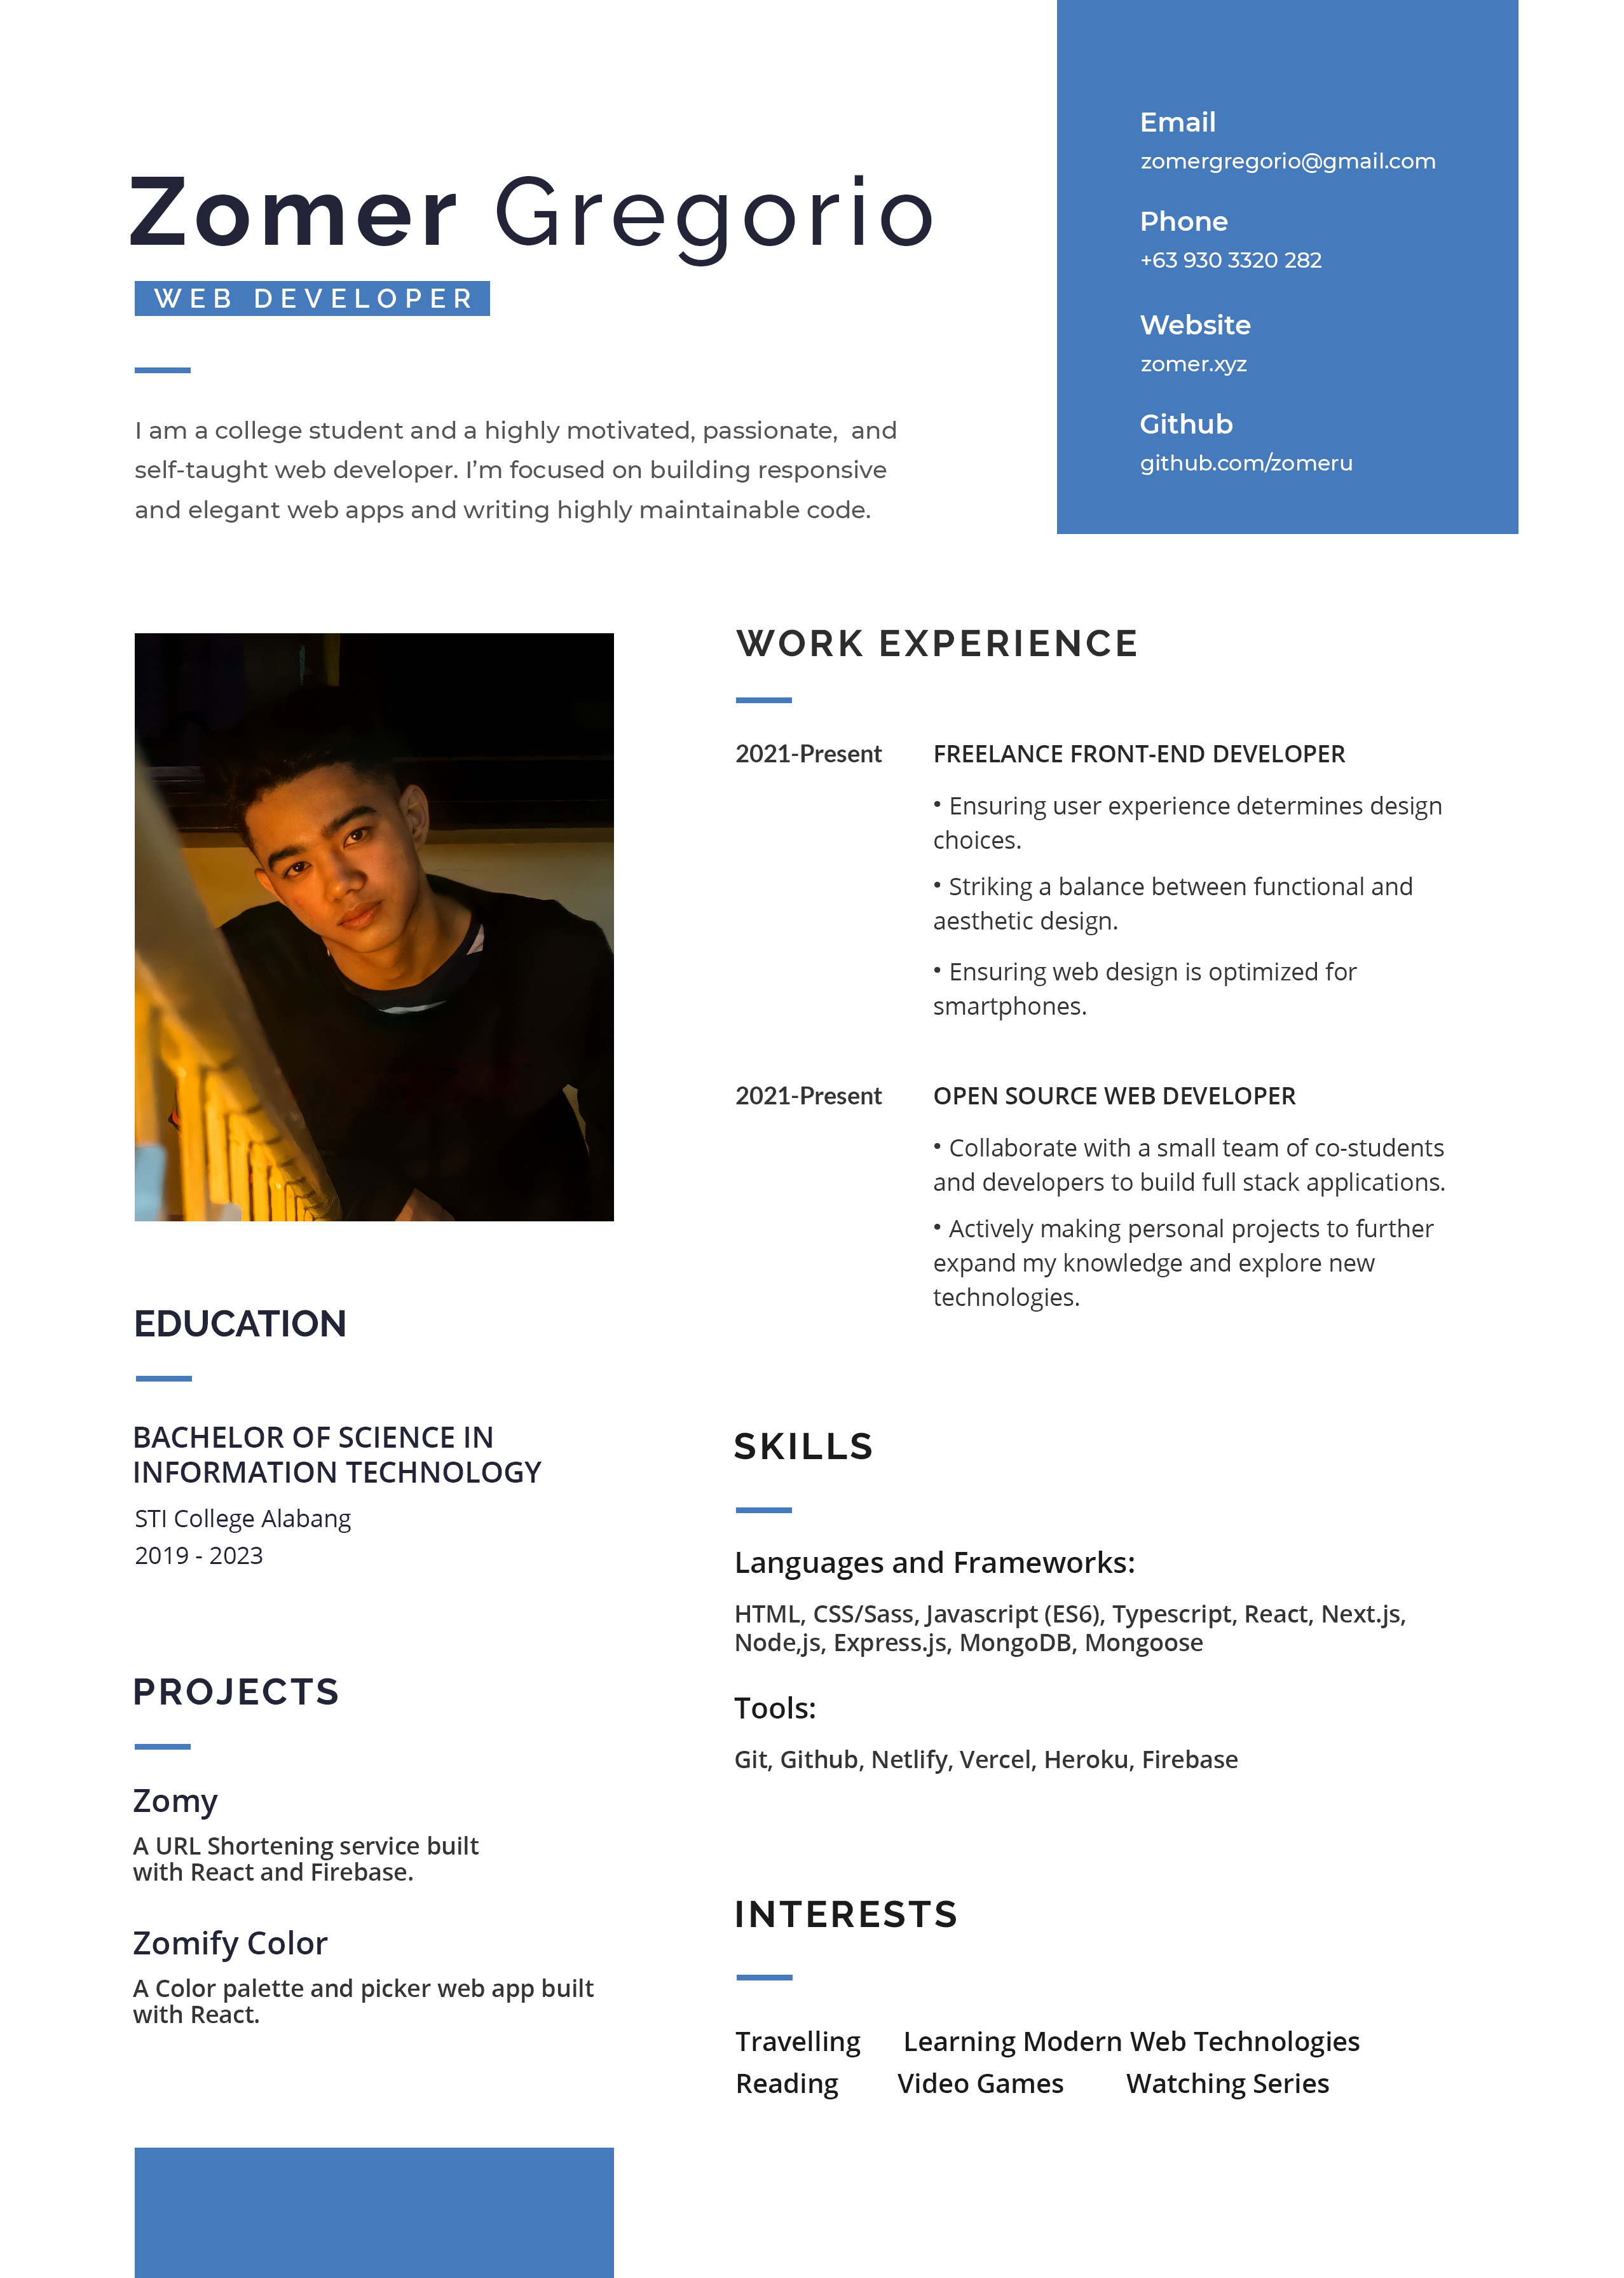 Zomer Gregorio
WEB DEVELOPER
I am a college student and a highly motivated, passionate,  and
self-taught web developer. I’m focused on building responsive
and elegant web apps and writing highly maintainable code.
Email
zomergregorio@gmail.com
Phone
+63 930 3320 282
Website
zomer.xyz
Github
github.com/zomeru
WORK EXPERIENCE
2021-Present
FREELANCE FRONT-END DEVELOPER
• Ensuring user experience determines design
choices.
• Striking a balance between functional and
aesthetic design.
• Ensuring web design is optimized for
smartphones.
2021-Present
OPEN SOURCE WEB DEVELOPER
• Collaborate with a small team of co-students
and developers to build full stack applications.
• Actively making personal projects to further
expand my knowledge and explore new
technologies.
EDUCATION
BACHELOR OF SCIENCE IN
INFORMATION TECHNOLOGY
STI College Alabang
2019 - 2023
PROJECTS
Zomy
A URL Shortening service built
with React and Firebase.
Zomify Color
A Color palette and picker web app built
with React.
SKILLS
Languages and Frameworks:
HTML, CSS/Sass, Javascript (ES6), Typescript, React, Next.js,
Node,js, Express.js, MongoDB, Mongoose
Tools:
Git, Github, Netlify, Vercel, Heroku, Firebase
INTERESTS
Travelling Learning Modern Web Technologies
Reading Video Games Watching Series